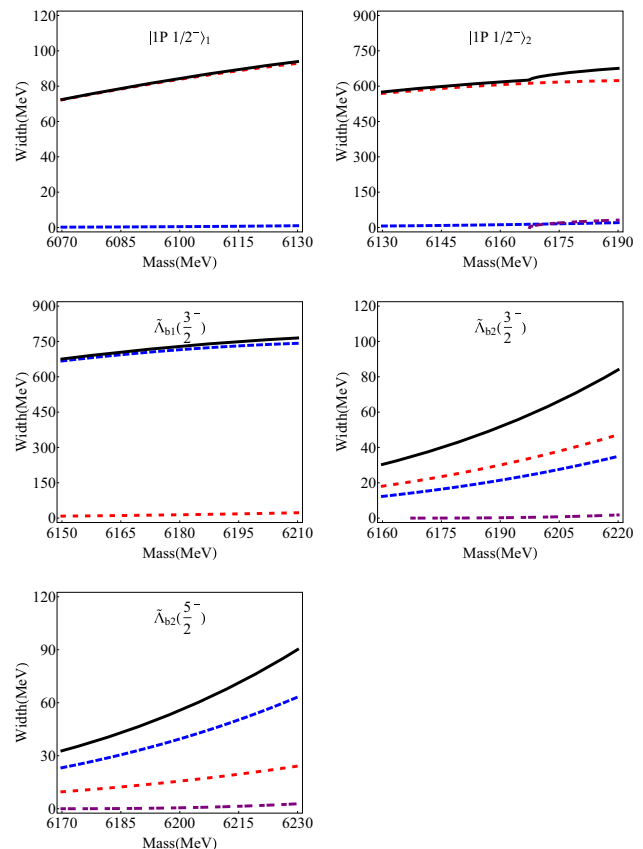 |1P 1/2⁻⟩₁
Width(MeV)
120
100
80
60
40
20
0
6070 6085 6100 6115 6130
Mass(MeV)
|1P 1/2⁻⟩₂
Width(MeV)
900
750
600
450
300
150
0
6130 6145 6160 6175 6190
Mass(MeV)
Λ̃b1(3/2⁻)
Width(MeV)
900
750
600
450
300
150
0
6150 6165 6180 6195 6210
Mass(MeV)
Λ̃b2(3/2⁻)
Width(MeV)
120
100
80
60
40
20
0
6160 6175 6190 6205 6220
Mass(MeV)
Λ̃b2(5/2⁻)
Width(MeV)
120
90
60
30
0
6170 6185 6200 6215 6230
Mass(MeV)